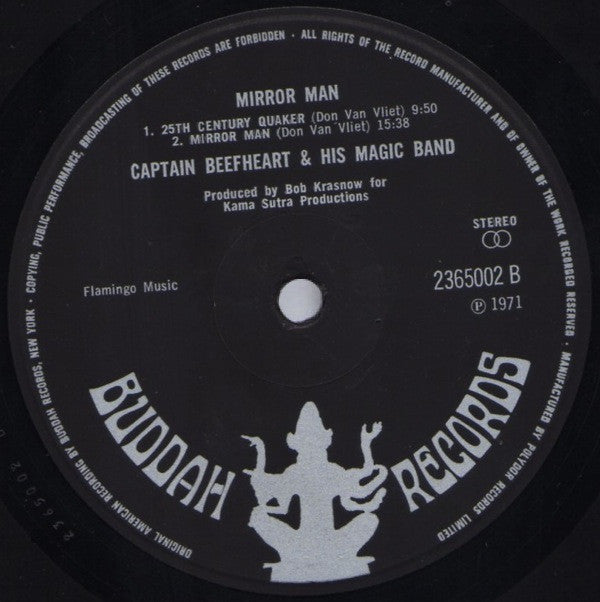 ORIGINAL AMERICAN RECORDING BY BUDDAH RECORDS, NEW YORK · COPYING, PUBLIC PERFORMANCE, BROADCASTING OF THESE RECORDS ARE FORBIDDEN · ALL RIGHTS OF THE RECORD MANUFACTURER AND OF OWNER OF THE WORK RECORDED RESERVED · MANUFACTURED BY POLYDOR RECORDS LIMITED
MIRROR MAN
1. 25TH CENTURY QUAKER (Don Van Vliet) 9:50
2. MIRROR MAN (Don Van Vliet) 15:38
CAPTAIN BEEFHEART & HIS MAGIC BAND
Produced by Bob Krasnow for
Kama Sutra Productions
STEREO
Flamingo Music
2365002 B
Ⓟ 1971
BUDDAH RECORDS
2365002